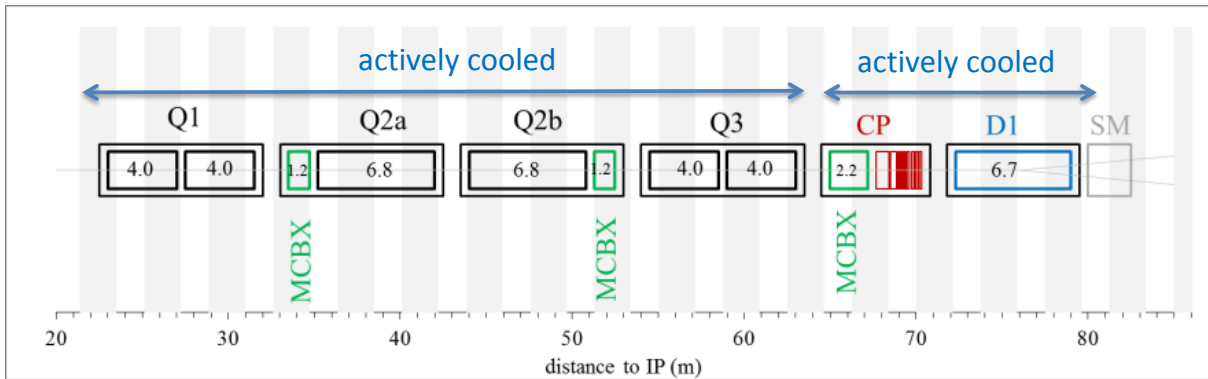 actively cooled actively cooled
Q1 Q2a Q2b Q3 CP D1 SM
4.0 4.0 1.2 6.8 6.8 1.2 4.0 4.0 2.2 6.7
MCBX MCBX MCBX
20 30 40 50 60 70 80
distance to IP (m)